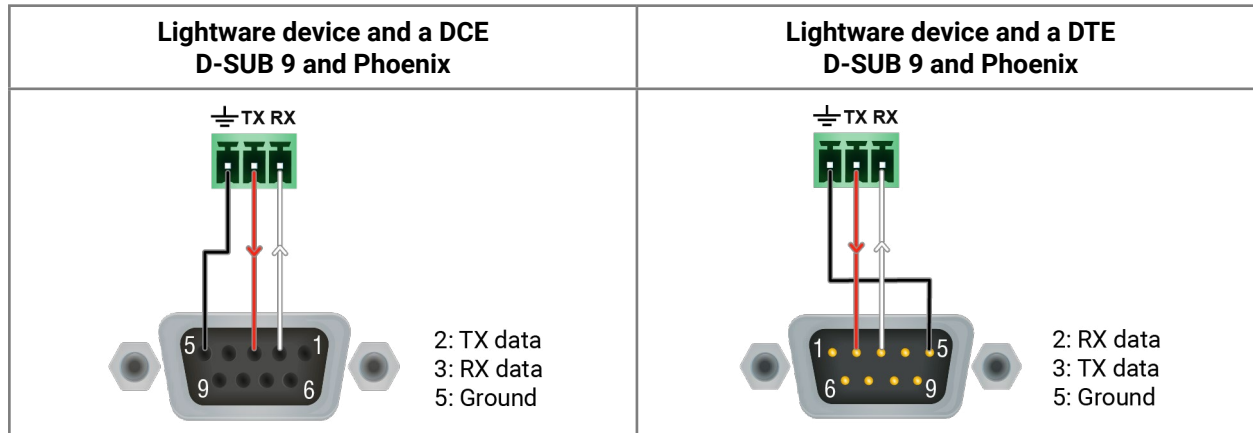 Lightware device and a DCE
D-SUB 9 and Phoenix
TX RX
5 1
9 6
2: TX data
3: RX data
5: Ground
Lightware device and a DTE
D-SUB 9 and Phoenix
TX RX
1 5
6 9
2: RX data
3: TX data
5: Ground